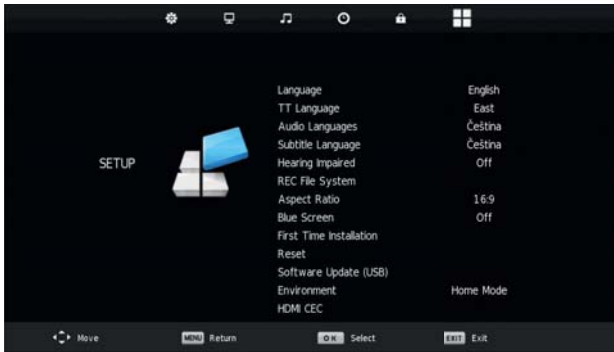 Language English
TT Language East
Audio Languages Čeština
Subtitle Language Čeština
SETUP Hearing Impaired Off
REC File System
Aspect Ratio 16:9
Blue Screen Off
First Time Installation
Reset
Software Update (USB)
Environment Home Mode
HDMI CEC
Move MENU Return OK Select EXIT Exit